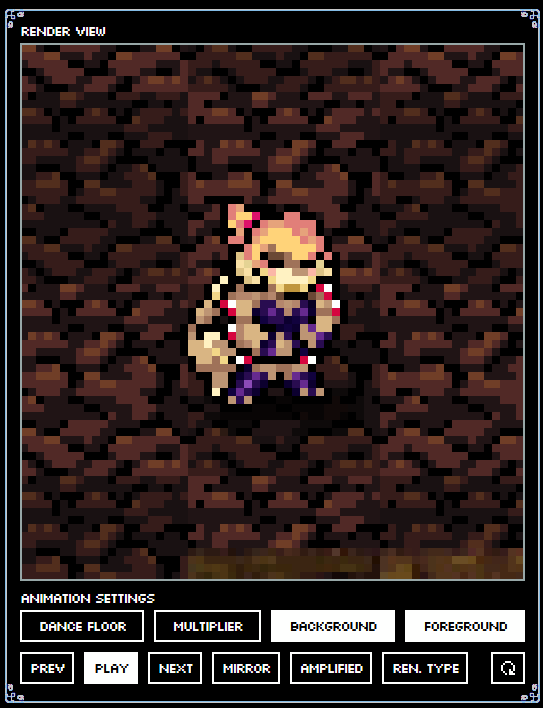 RENDER VIEW
ANIMATION SETTINGS
DANCE FLOOR MULTIPLIER BACKGROUND FOREGROUND
PREV PLAY NEXT MIRROR AMPLIFIED REN. TYPE